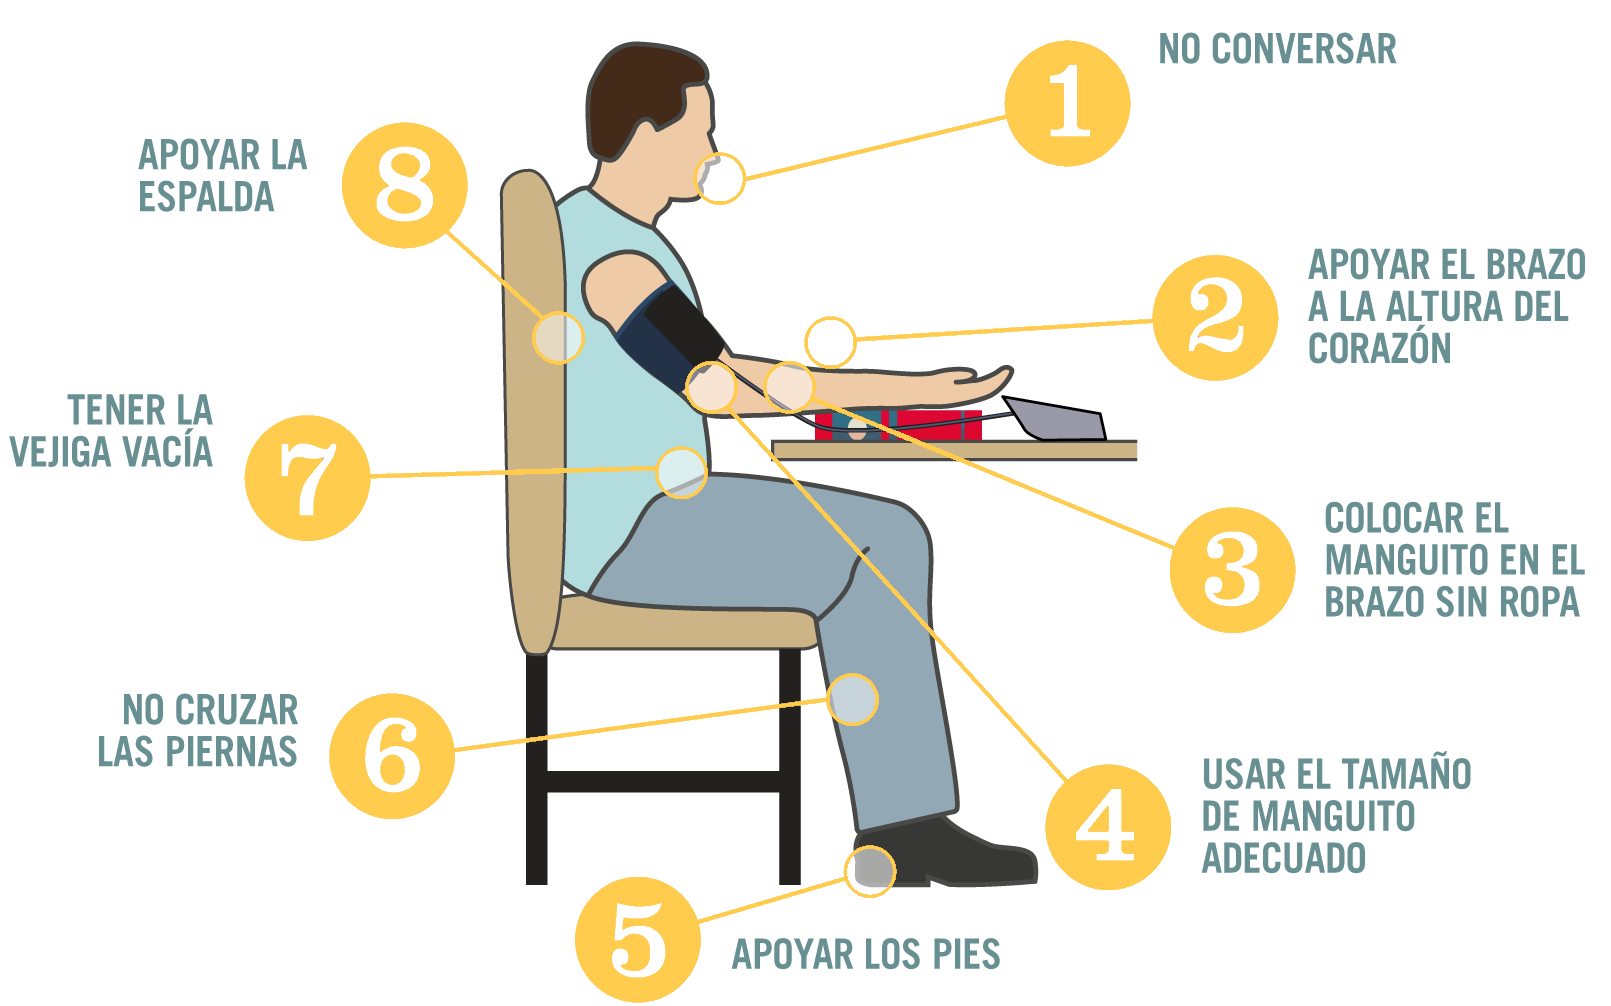 1
NO CONVERSAR
2
APOYAR EL BRAZO
A LA ALTURA DEL
CORAZÓN
3
COLOCAR EL
MANGUITO EN EL
BRAZO SIN ROPA
4
USAR EL TAMAÑO
DE MANGUITO
ADECUADO
5
APOYAR LOS PIES
6
NO CRUZAR
LAS PIERNAS
7
TENER LA
VEJIGA VACÍA
8
APOYAR LA
ESPALDA